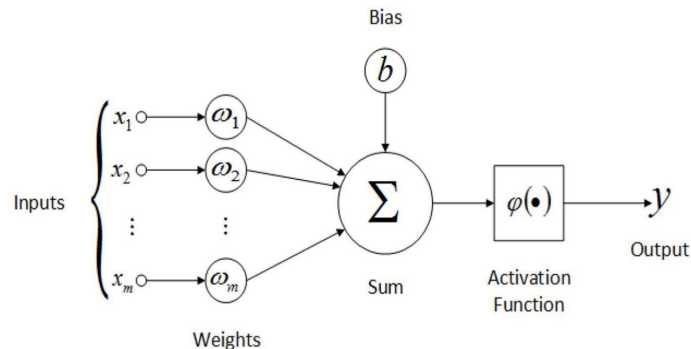 Bias
b
x₁
ω₁
x₂
ω₂
Inputs
⋮
⋮
Σ
φ(•)
y
Output
xₘ
ωₘ
Sum
Activation
Function
Weights